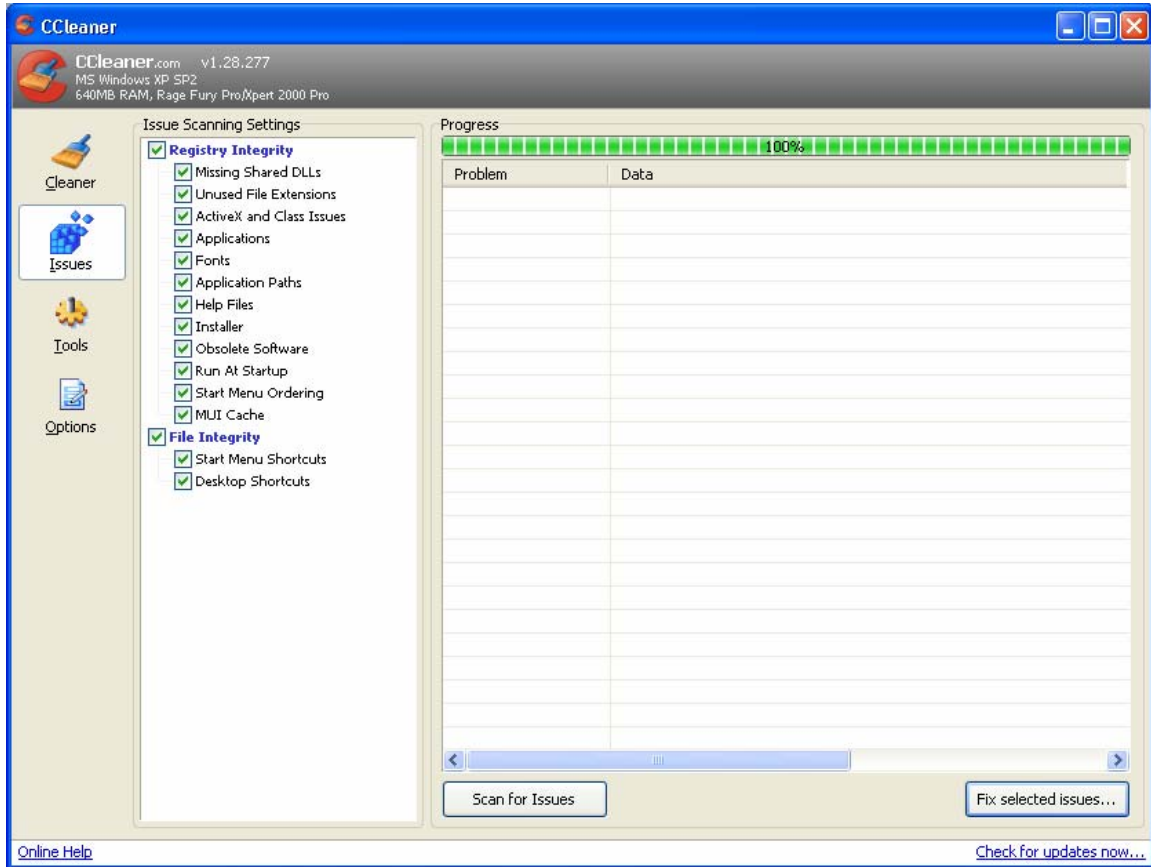 CCleaner
CCleaner.com v1.28.277
MS Windows XP SP2
640MB RAM, Rage Fury Pro/Xpert 2000 Pro
Cleaner
Issues
Tools
Options
Issue Scanning Settings
Registry Integrity
Missing Shared DLLs
Unused File Extensions
ActiveX and Class Issues
Applications
Fonts
Application Paths
Help Files
Installer
Obsolete Software
Run At Startup
Start Menu Ordering
MUI Cache
File Integrity
Start Menu Shortcuts
Desktop Shortcuts
Progress
100%
Problem Data
Scan for Issues Fix selected issues...
Online Help Check for updates now...